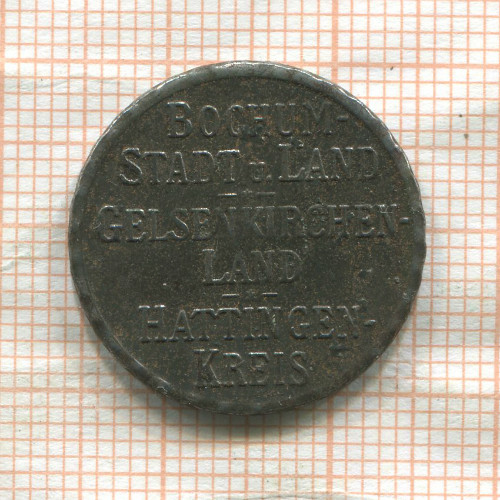 BOCHUM-
STADT u. LAND
GELSENKIRCHEN-
LAND
HATTINGEN-
KREIS